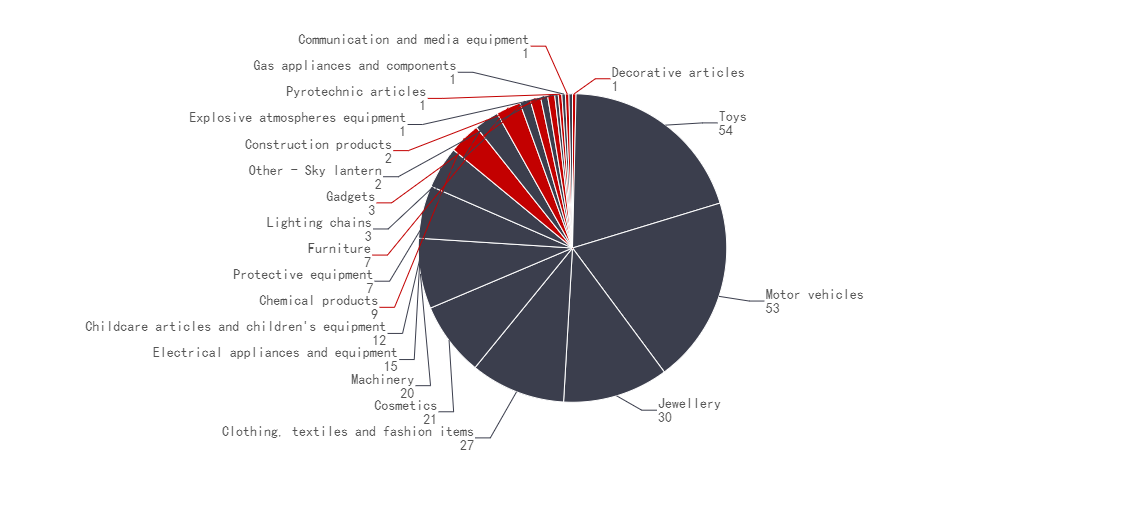 Communication and media equipment
1
Gas appliances and components
1
Decorative articles
1
Pyrotechnic articles
1
Explosive atmospheres equipment
1
Toys
54
Construction products
2
Other - Sky lantern
2
Gadgets
3
Lighting chains
3
Furniture
7
Protective equipment
7
Motor vehicles
53
Chemical products
9
Childcare articles and children's equipment
12
Electrical appliances and equipment
15
Machinery
20
Cosmetics
21
Jewellery
30
Clothing, textiles and fashion items
27